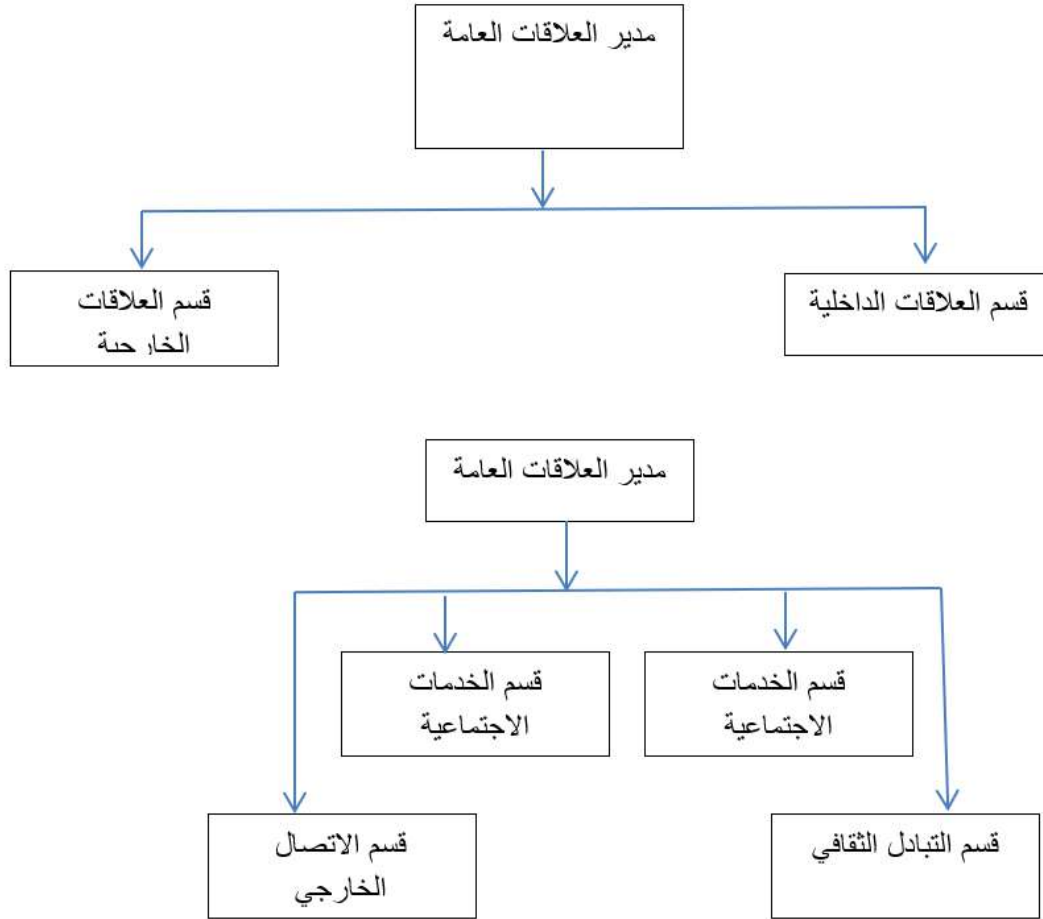 مدير العلاقات العامة
قسم العلاقات الداخلية
قسم العلاقات
الخارجية
مدير العلاقات العامة
قسم الخدمات
الاجتماعية
قسم الخدمات
الاجتماعية
قسم التبادل الثقافي
قسم الاتصال
الخارجي